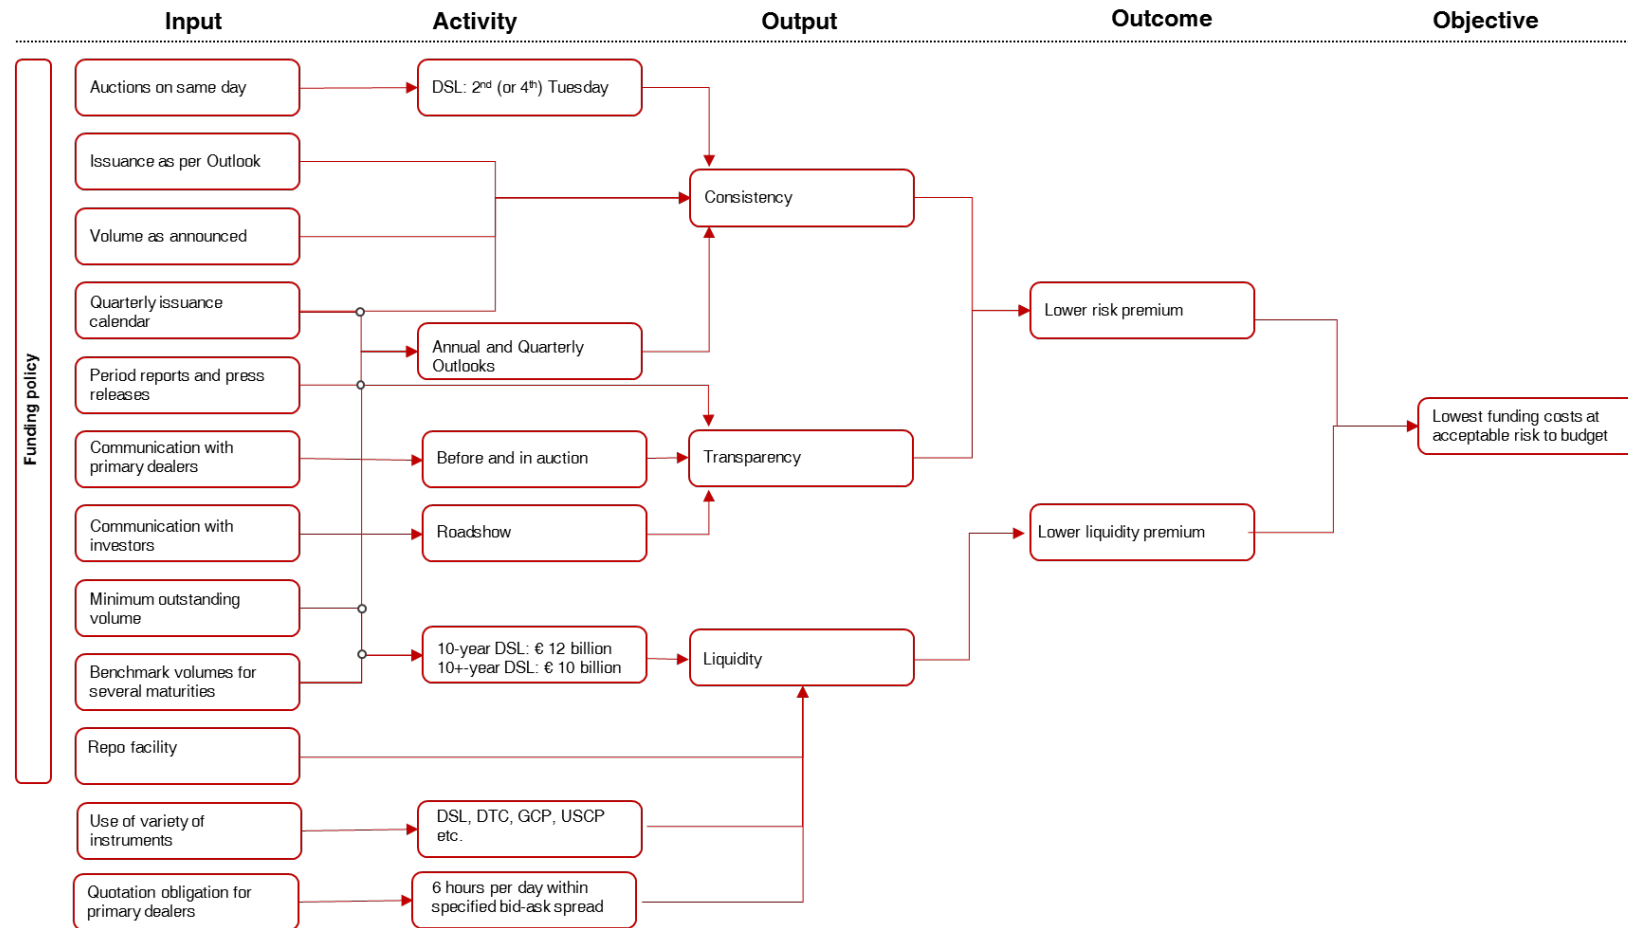 Input
Activity
Output
Outcome
Objective
Funding policy
Auctions on same day
Issuance as per Outlook
Volume as announced
Quarterly issuance
calendar
Period reports and press
releases
Communication with
primary dealers
Communication with
investors
Minimum outstanding
volume
Benchmark volumes for
several maturities
Repo facility
Use of variety of
instruments
Quotation obligation for
primary dealers
DSL: 2nd (or 4th) Tuesday
Annual and Quarterly
Outlooks
Before and in auction
Roadshow
10-year DSL: € 12 billion
10+-year DSL: € 10 billion
DSL, DTC, GCP, USCP
etc.
6 hours per day within
specified bid-ask spread
Consistency
Transparency
Liquidity
Lower risk premium
Lower liquidity premium
Lowest funding costs at
acceptable risk to budget